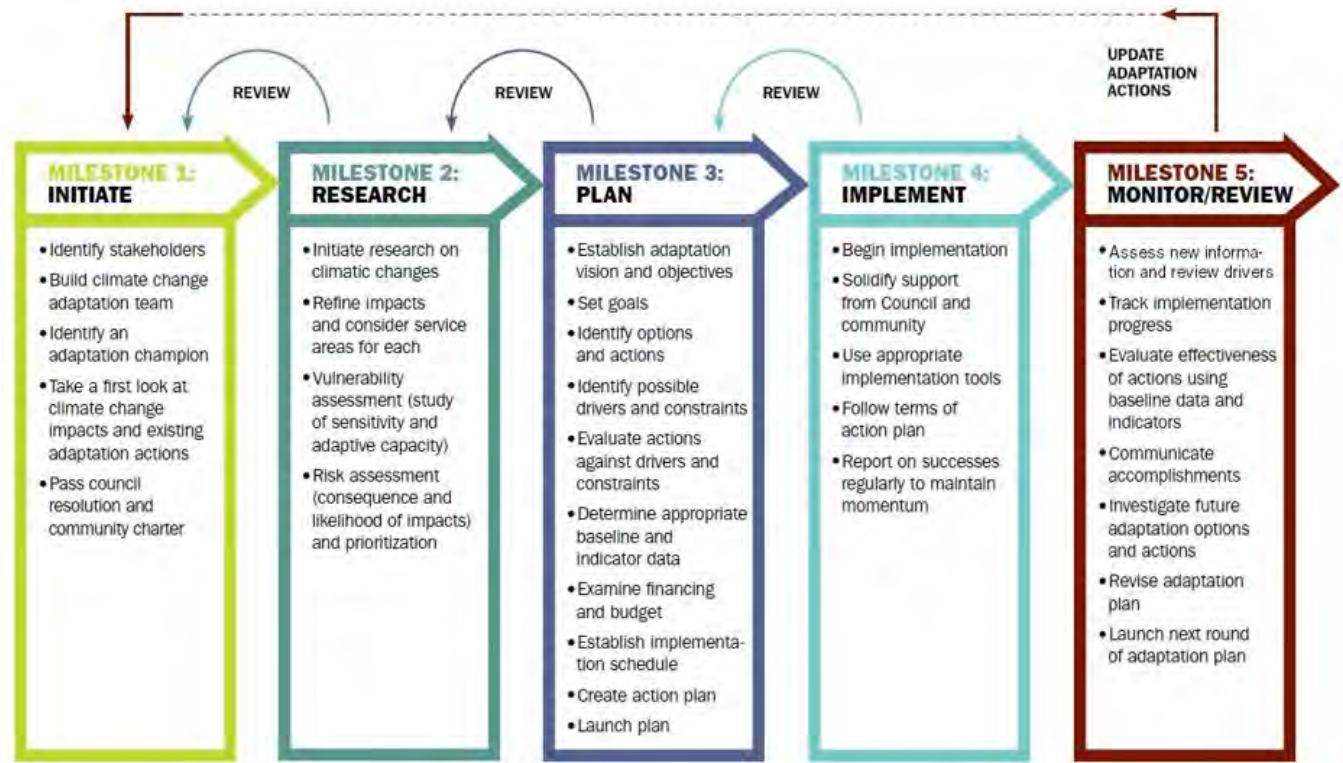 UPDATE
ADAPTATION
ACTIONS
REVIEW
REVIEW
REVIEW
MILESTONE 1:
INITIATE
• Identify stakeholders
• Build climate change
adaptation team
• Identify an
adaptation champion
• Take a first look at
climate change
impacts and existing
adaptation actions
• Pass council
resolution and
community charter
MILESTONE 2:
RESEARCH
• Initiate research on
climatic changes
• Refine impacts
and consider service
areas for each
• Vulnerability
assessment (study
of sensitivity and
adaptive capacity)
• Risk assessment
(consequence and
likelihood of impacts)
and prioritization
MILESTONE 3:
PLAN
• Establish adaptation
vision and objectives
• Set goals
• Identify options
and actions
• Identify possible
drivers and constraints
• Evaluate actions
against drivers and
constraints
• Determine appropriate
baseline and
indicator data
• Examine financing
and budget
• Establish implementa-
tion schedule
• Create action plan
• Launch plan
MILESTONE 4:
IMPLEMENT
• Begin implementation
• Solidify support
from Council and
community
• Use appropriate
implementation tools
• Follow terms of
action plan
• Report on successes
regularly to maintain
momentum
MILESTONE 5:
MONITOR/REVIEW
• Assess new informa-
tion and review drivers
• Track implementation
progress
• Evaluate effectiveness
of actions using
baseline data and
indicators
• Communicate
accomplishments
• Investigate future
adaptation options
and actions
• Revise adaptation
plan
• Launch next round
of adaptation plan